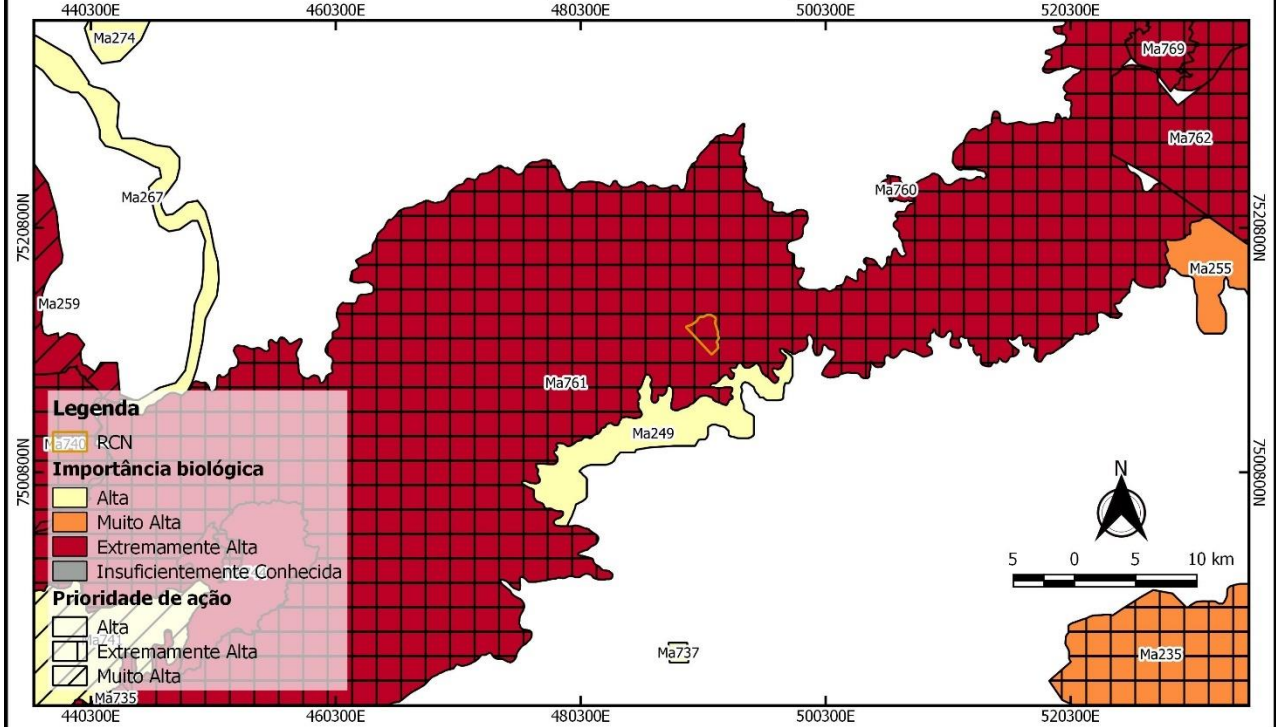 440300E 460300E 480300E 500300E 520300E
Ma274
Ma769
Ma762
Ma267
Ma760
7520800N
7520800N
Ma255
Ma259
Ma761
Legenda
Ma249
Ma740
RCN
Importância biológica
7500800N
7500800N
Alta
N
Muito Alta
Extremamente Alta
5 0 5 10 km
Insuficientemente Conhecida
Prioridade de ação
Alta
Ma741
Extremamente Alta
Ma737
Ma235
Muito Alta
Ma735
440300E 460300E 480300E 500300E 520300E